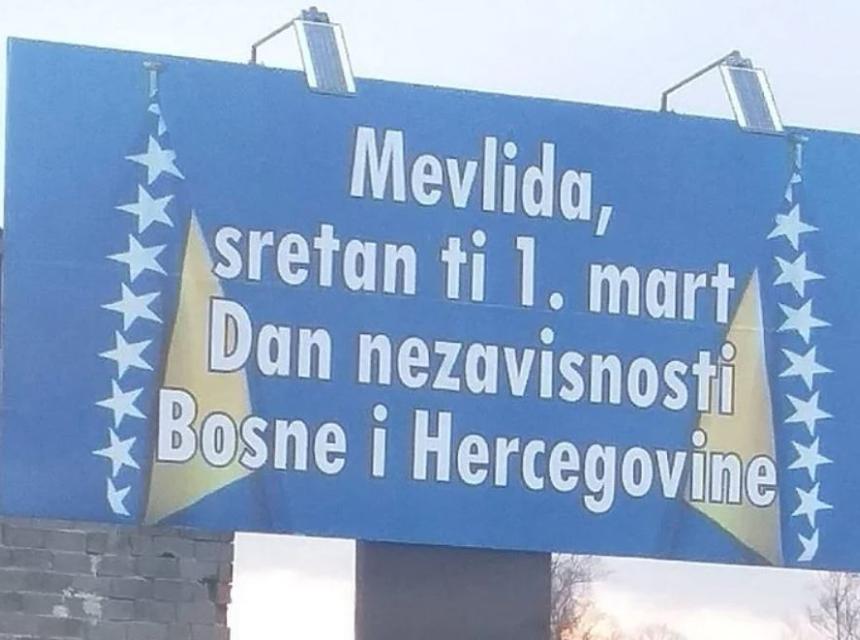 Mevlida,
sretan ti 1. mart
Dan nezavisnosti
Bosne i Hercegovine